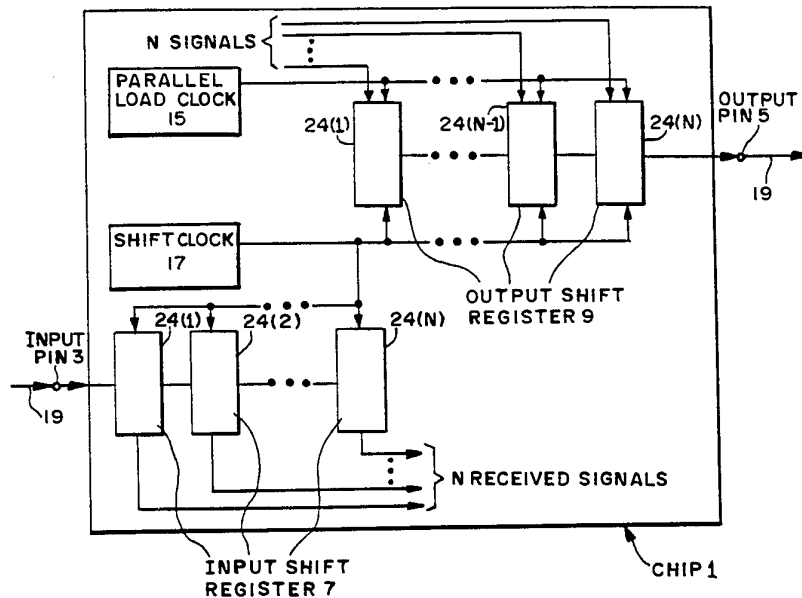 N SIGNALS
PARALLEL
LOAD CLOCK
15
24(1)
24(N-1)
24(N)
OUTPUT
PIN 5
19
SHIFT CLOCK
17
OUTPUT SHIFT
REGISTER 9
INPUT
PIN 3
19
24(1)
24(2)
24(N)
N RECEIVED SIGNALS
INPUT SHIFT
REGISTER 7
CHIP 1